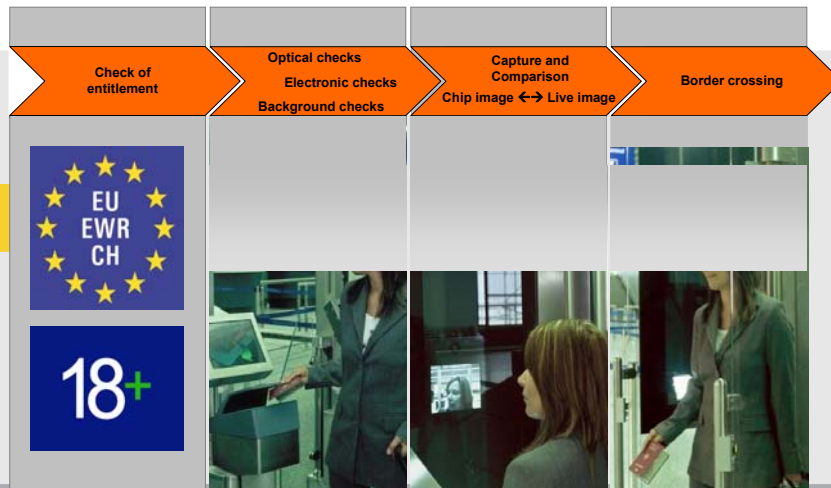 Check of
entitlement
Optical checks
Electronic checks
Background checks
Capture and
Comparison
Chip image ↔ Live image
Border crossing
EU
EWR
CH
18+